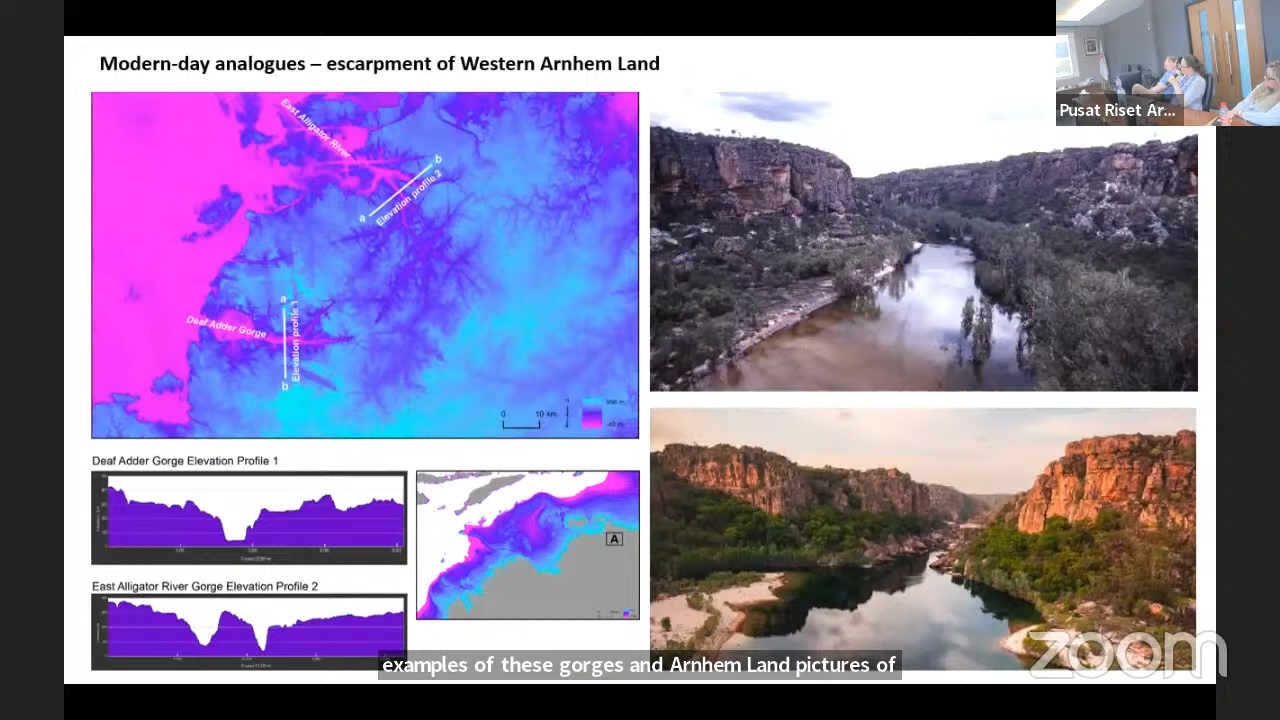 Modern-day analogues – escarpment of Western Arnhem Land
Pusat Riset Ar...
East Alligator River
b
a
Elevation profile 2
a
Deaf Adder Gorge
Elevation profile 1
b
0 10 km
Deaf Adder Gorge Elevation Profile 1
A
East Alligator River Gorge Elevation Profile 2
examples of these gorges and Arnhem Land pictures of
zoom